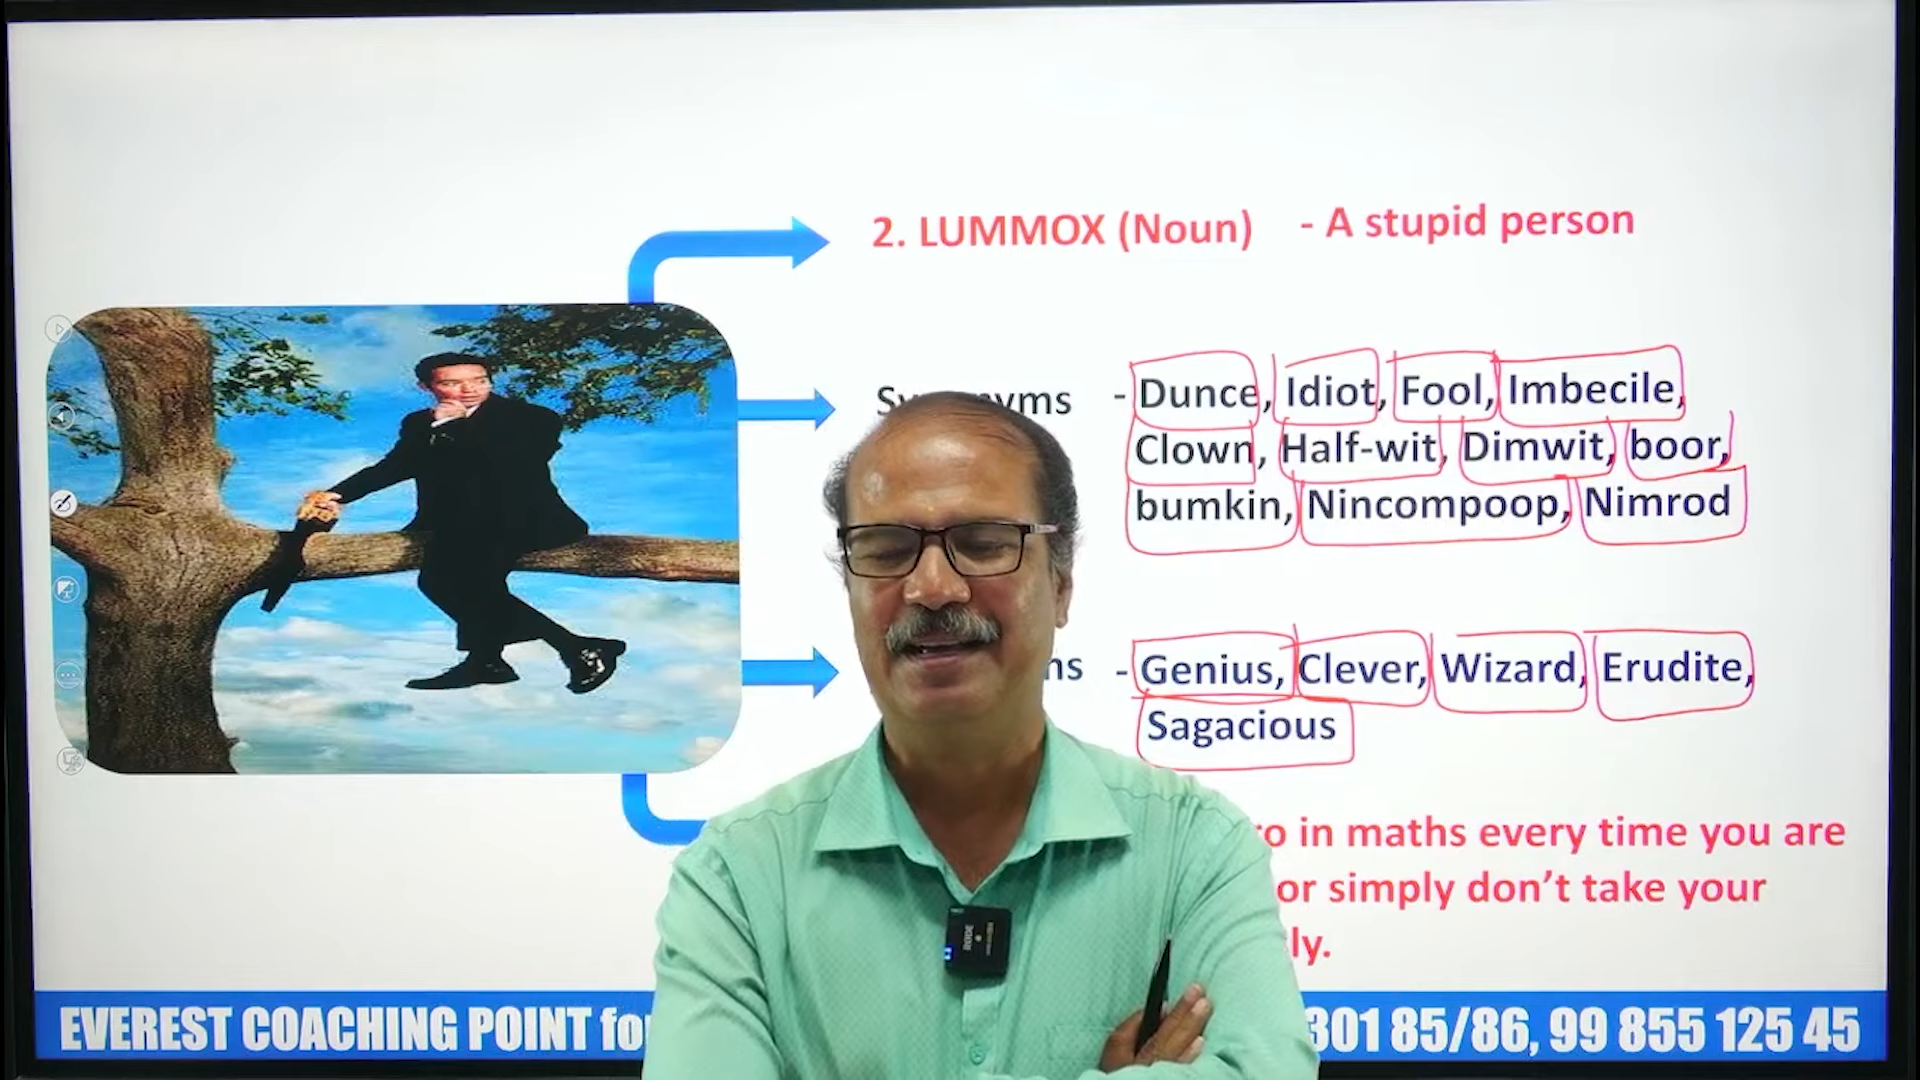 2. LUMMOX (Noun) - A stupid person
- Dunce, Idiot, Fool, Imbecile,
Clown, Half-wit, Dimwit, boor,
bumkin, Nincompoop, Nimrod
- Genius, Clever, Wizard, Erudite,
Sagacious
in maths every time you are
or simply don't take your
EVEREST COACHING POINT 301 85/86, 99 855 125 45
RODE